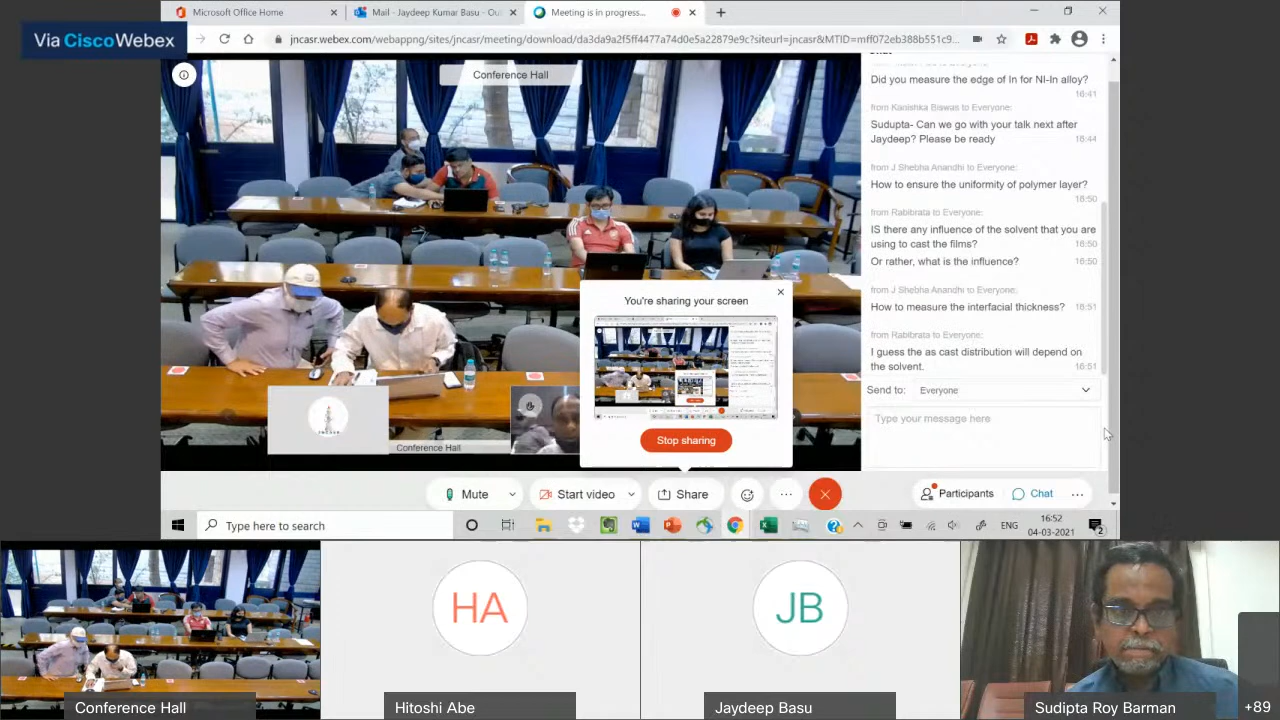 Microsoft Office Home
Mail - Jaydeep Kumar Basu - Ou
Meeting is in progress...
Via CiscoWebex
jncasr.webex.com/webappng/sites/jncasr/meeting/download/da3da9a2f5ff4477a74d0e5a22879e9c?siteurl=jncasr&MTID=mff072eb388b551c9...
Conference Hall
Did you measure the edge of In for NI-In alloy?
16:41
from Kanishka Biswas to Everyone:
Sudupta- Can we go with your talk next after
Jaydeep? Please be ready
16:44
from J Shebha Anandhi to Everyone:
How to ensure the uniformity of polymer layer?
16:50
from Rabibrata to Everyone:
IS there any influence of the solvent that you are
using to cast the films?
16:50
Or rather, what is the influence?
16:50
from J Shebha Anandhi to Everyone:
How to measure the interfacial thickness?
16:51
from Rabibrata to Everyone:
I guess the as cast distribution will depend on
the solvent.
16:51
You're sharing your screen
Stop sharing
Send to: Everyone
Type your message here
Conference Hall
Mute
Start video
Share
Participants
Chat
Type here to search
ENG
16:52
04-03-2021
2
HA
JB
Conference Hall
Hitoshi Abe
Jaydeep Basu
Sudipta Roy Barman
+89